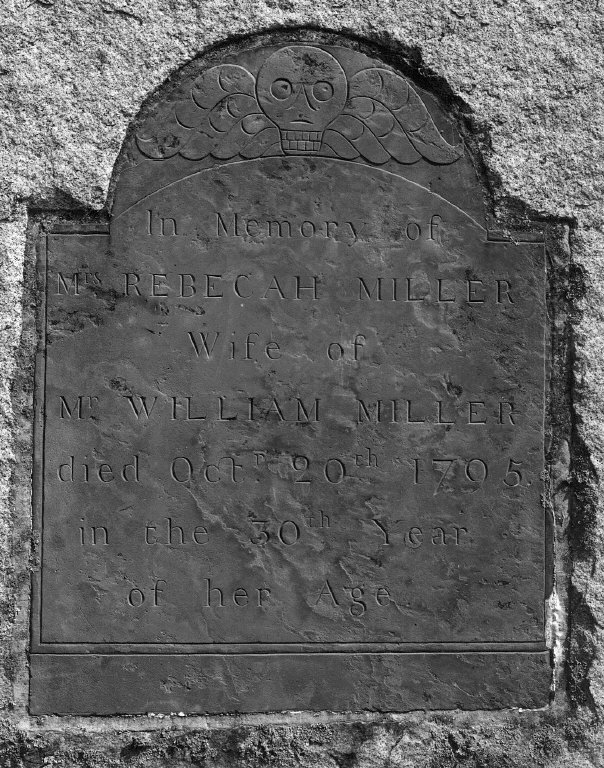 In Memory of
Mrs REBECAH MILLER
Wife of
Mr. WILLIAM MILLER
died Octr. 20th 1795.
in the 30th Year
of her Age